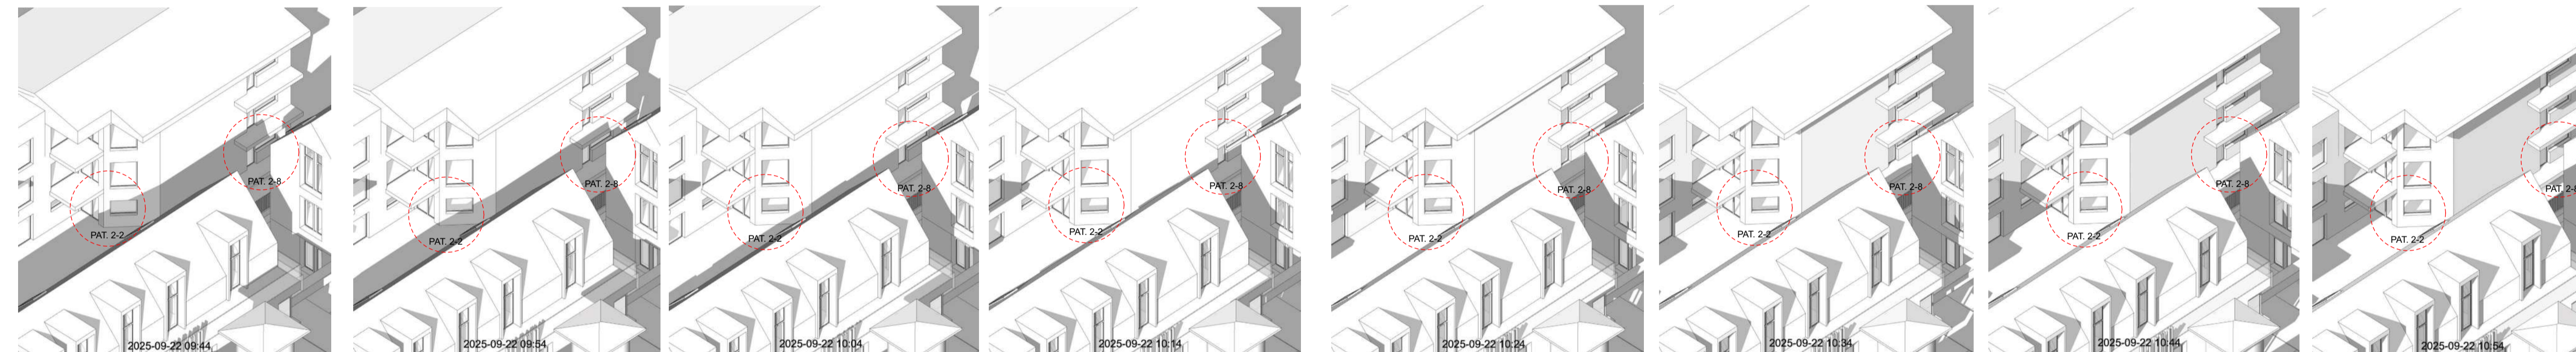 PAT. 2-8
PAT. 2-2
2025-09-22 09:44
PAT. 2-8
PAT. 2-2
2025-09-22 09:54
PAT. 2-8
PAT. 2-2
2025-09-22 10:04
PAT. 2-8
PAT. 2-2
2025-09-22 10:14
PAT. 2-8
PAT. 2-2
2025-09-22 10:24
PAT. 2-8
PAT. 2-2
2025-09-22 10:34
PAT. 2-8
PAT. 2-2
2025-09-22 10:44
PAT. 2-8
PAT. 2-2
2025-09-22 10:54